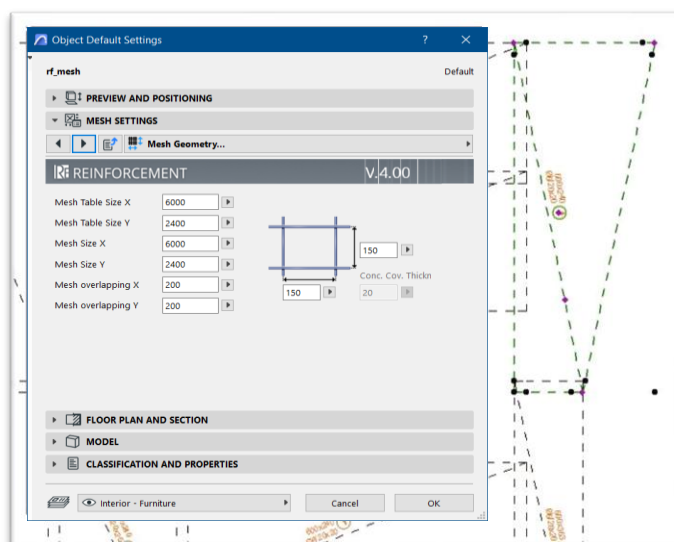 Object Default Settings
?
rf_mesh
Default
PREVIEW AND POSITIONING
MESH SETTINGS
Mesh Geometry...
REINFORCEMENT
V.4.00
Mesh Table Size X
6000
Mesh Table Size Y
2400
Mesh Size X
6000
Mesh Size Y
2400
Mesh overlapping X
200
Mesh overlapping Y
200
150
150
Conc. Cov. Thickn
20
FLOOR PLAN AND SECTION
MODEL
CLASSIFICATION AND PROPERTIES
Interior - Furniture
Cancel
OK